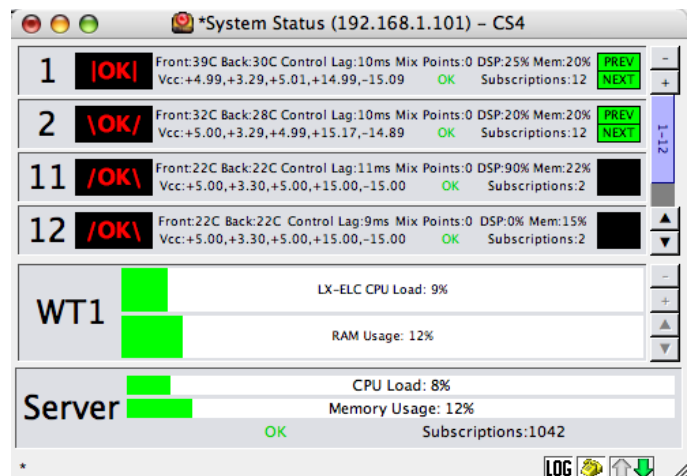 *System Status (192.168.1.101) – CS4
1 |OK| Front:39C Back:30C Control Lag:10ms Mix Points:0 DSP:25% Mem:20% PREV
Vcc:+4.99,+3.29,+5.01,+14.99,-15.09 OK Subscriptions:12 NEXT
2 \OK/ Front:32C Back:28C Control Lag:10ms Mix Points:0 DSP:20% Mem:20% PREV
Vcc:+5.00,+3.29,+4.99,+15.17,-14.89 OK Subscriptions:12 NEXT
1-12
11 /OK\ Front:22C Back:22C Control Lag:11ms Mix Points:0 DSP:90% Mem:22%
Vcc:+5.00,+3.30,+5.00,+15.00,-15.00 OK Subscriptions:2
12 /OK\ Front:22C Back:22C Control Lag:9ms Mix Points:0 DSP:0% Mem:15%
Vcc:+5.00,+3.30,+5.00,+15.00,-15.00 OK Subscriptions:2
WT1
LX-ELC CPU Load: 9%
RAM Usage: 12%
Server
CPU Load: 8%
Memory Usage: 12%
OK Subscriptions:1042
* LOG